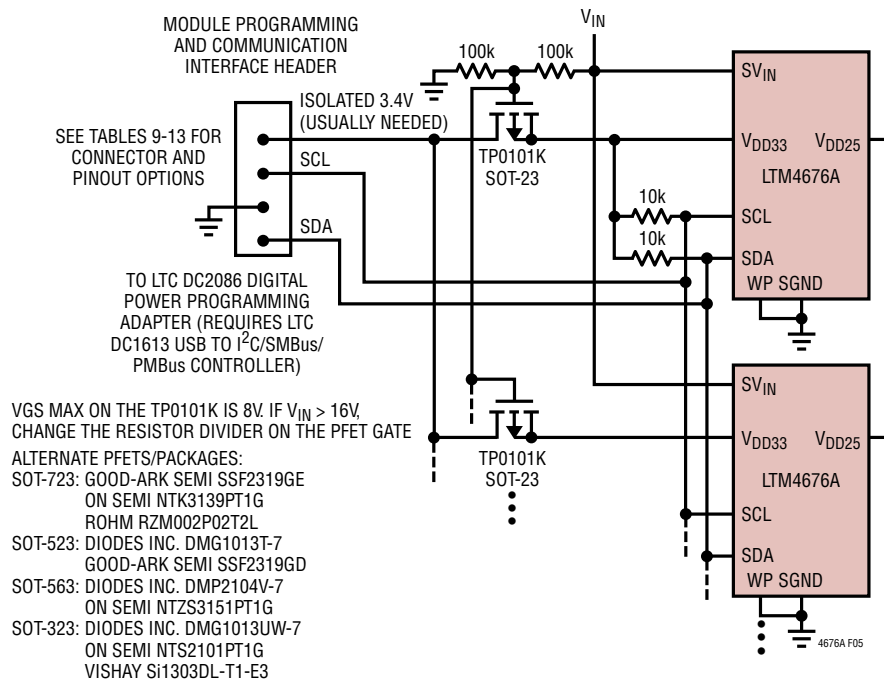 MODULE PROGRAMMING
AND COMMUNICATION
INTERFACE HEADER
VIN
100k
100k
ISOLATED 3.4V
(USUALLY NEEDED)
SEE TABLES 9-13 FOR
CONNECTOR AND
PINOUT OPTIONS
SCL
SDA
TP0101K
SOT-23
10k
10k
SVIN
VDD33
VDD25
LTM4676A
SCL
SDA
WP SGND
TO LTC DC2086 DIGITAL
POWER PROGRAMMING
ADAPTER (REQUIRES LTC
DC1613 USB TO I2C/SMBus/
PMBus CONTROLLER)
VGS MAX ON THE TP0101K IS 8V. IF VIN > 16V,
CHANGE THE RESISTOR DIVIDER ON THE PFET GATE
TP0101K
SOT-23
SVIN
VDD33
VDD25
LTM4676A
SCL
SDA
WP SGND
ALTERNATE PFETS/PACKAGES:
SOT-723: GOOD-ARK SEMI SSF2319GE
ON SEMI NTK3139PT1G
ROHM RZM002P02T2L
SOT-523: DIODES INC. DMG1013T-7
GOOD-ARK SEMI SSF2319GD
SOT-563: DIODES INC. DMP2104V-7
ON SEMI NTZS3151PT1G
SOT-323: DIODES INC. DMG1013UW-7
ON SEMI NTS2101PT1G
VISHAY Si1303DL-T1-E3
4676A F05